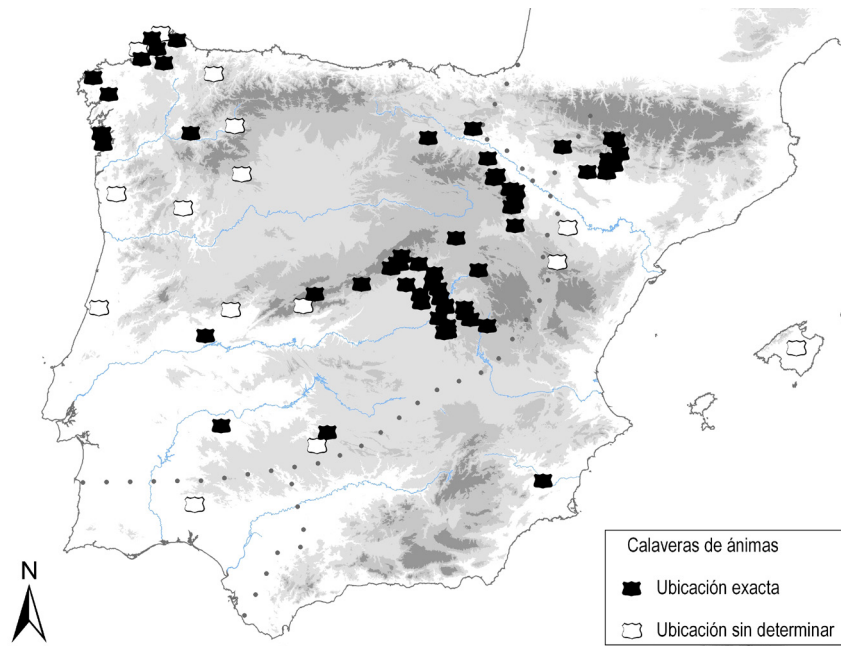 N
Calaveras de ánimas
Ubicación exacta
Ubicación sin determinar